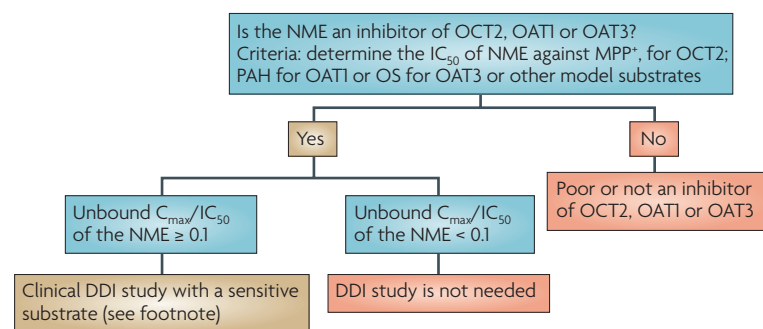 Is the NME an inhibitor of OCT2, OAT1 or OAT3?
Criteria: determine the IC50 of NME against MPP+, for OCT2;
PAH for OAT1 or OS for OAT3 or other model substrates
Yes
No
Unbound Cmax/IC50
of the NME ≥ 0.1
Unbound Cmax/IC50
of the NME < 0.1
Poor or not an inhibitor
of OCT2, OAT1 or OAT3
Clinical DDI study with a sensitive
substrate (see footnote)
DDI study is not needed